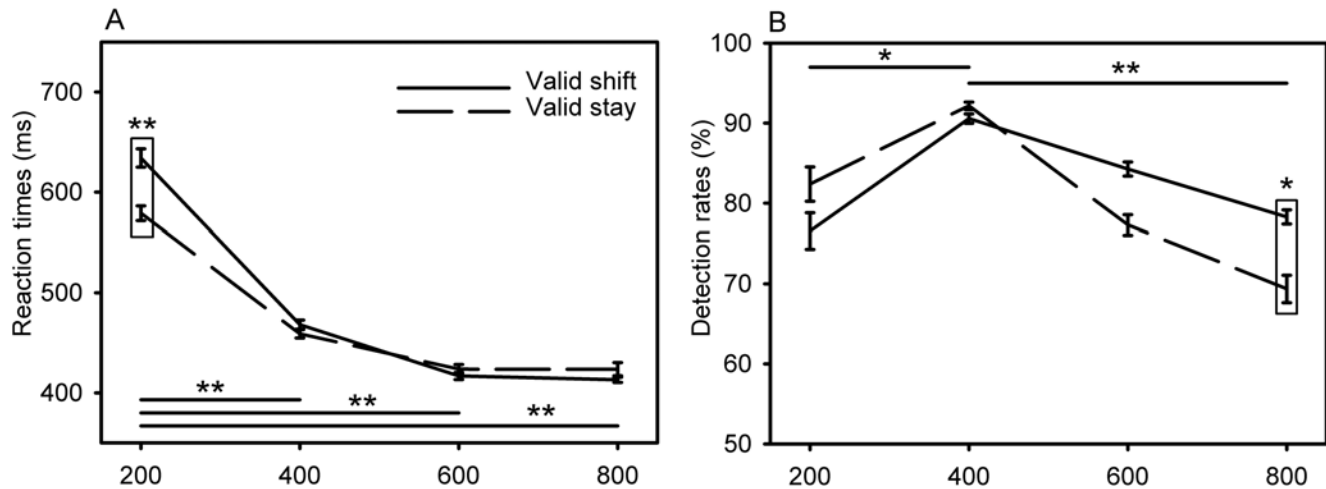 A
Reaction times (ms)
700
600
500
400
Valid shift
Valid stay
**
**
**
**
200 400 600 800
B
Detection rates (%)
100
90
80
70
60
50
*
**
*
200 400 600 800